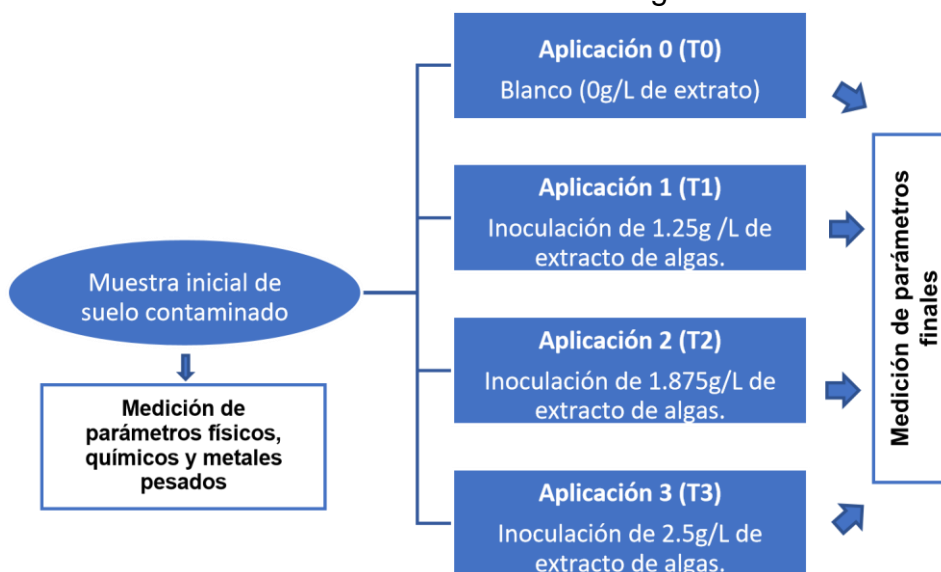 Aplicación 0 (T0)
Blanco (0g/L de extrato)
Aplicación 1 (T1)
Inoculación de 1.25g /L de
extracto de algas.
Muestra inicial de
suelo contaminado
Aplicación 2 (T2)
Inoculación de 1.875g/L de
extracto de algas.
Medición de
parámetros físicos,
químicos y metales
pesados
Aplicación 3 (T3)
Inoculación de 2.5g/L de
extracto de algas.
Medición de parámetros
finales